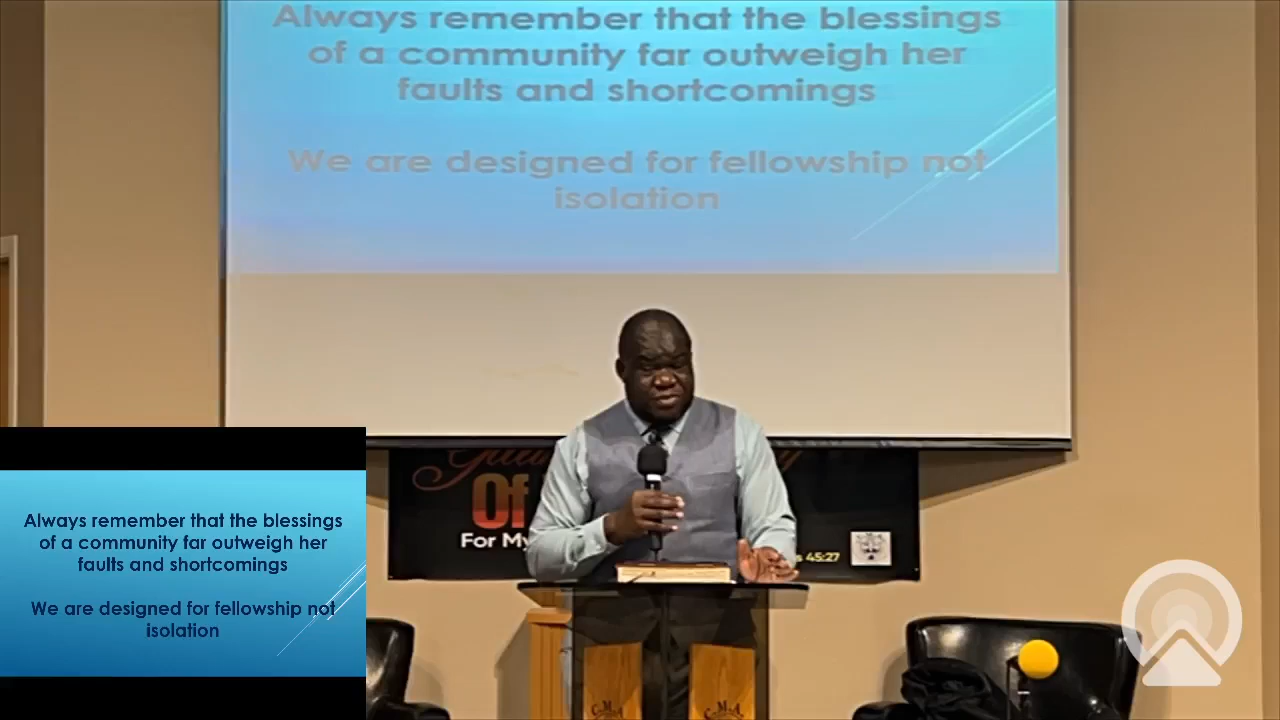 Always remember that the blessings
of a community far outweigh her
faults and shortcomings
We are designed for fellowship not
isolation
Of
For My
45:27
C.M.A.
C.M.A.
Always remember that the blessings
of a community far outweigh her
faults and shortcomings
We are designed for fellowship not
isolation